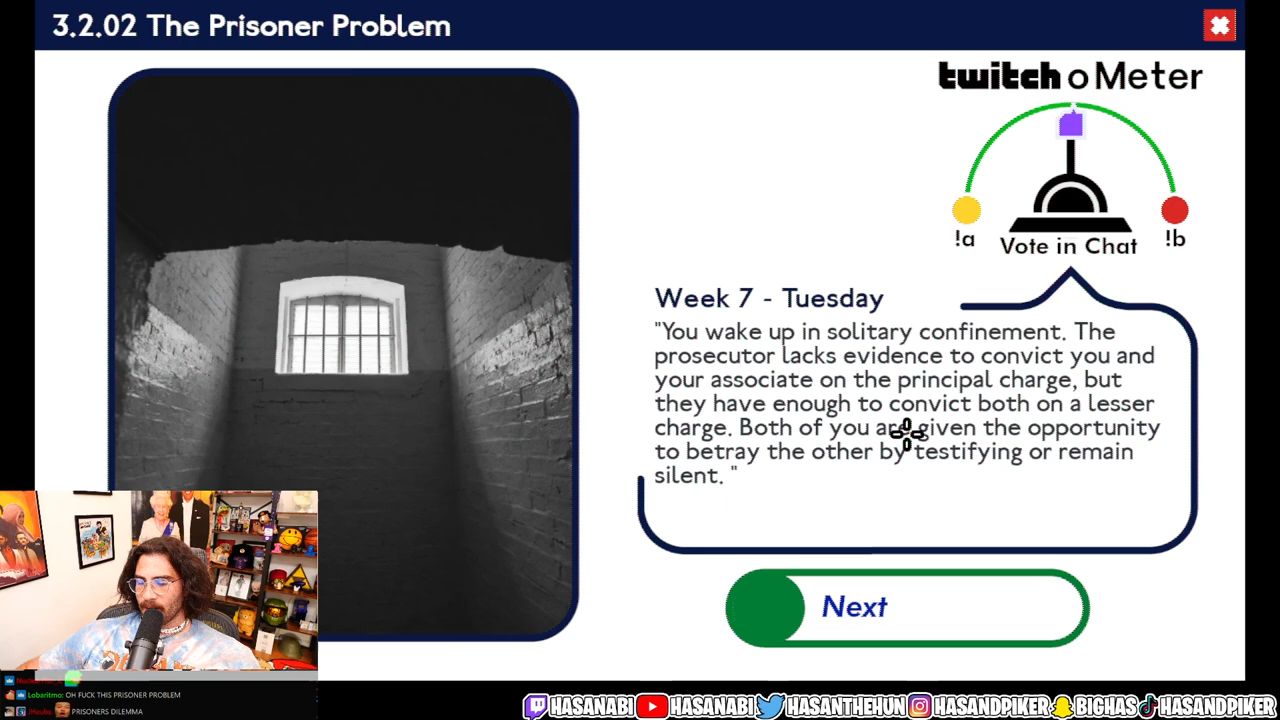 3.2.02 The Prisoner Problem
twitch o Meter
!a
Vote in Chat
!b
Week 7 - Tuesday
"You wake up in solitary confinement. The
prosecutor lacks evidence to convict you and
your associate on the principal charge, but
they have enough to convict both on a lesser
charge. Both of you are given the opportunity
to betray the other by testifying or remain
silent. "
Next
Lobaritmo: OH FUCK THIS PRISONER PROBLEM
PRISONERS DILEMMA
HASANABI
HASANABI
HASANTHEHUN
HASANDPIKER
BIGHAS
HASANDPIKER